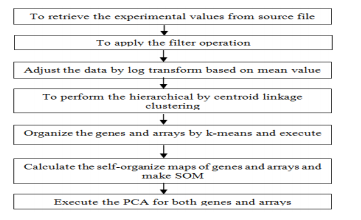 To retrieve the experimental values from source file
To apply the filter operation
Adjust the data by log transform based on mean value
To perform the hierarchical by centroid linkage
clustering
Organize the genes and arrays by k-means and execute
Calculate the self-organize maps of genes and arrays and
make SOM
Execute the PCA for both genes and arrays